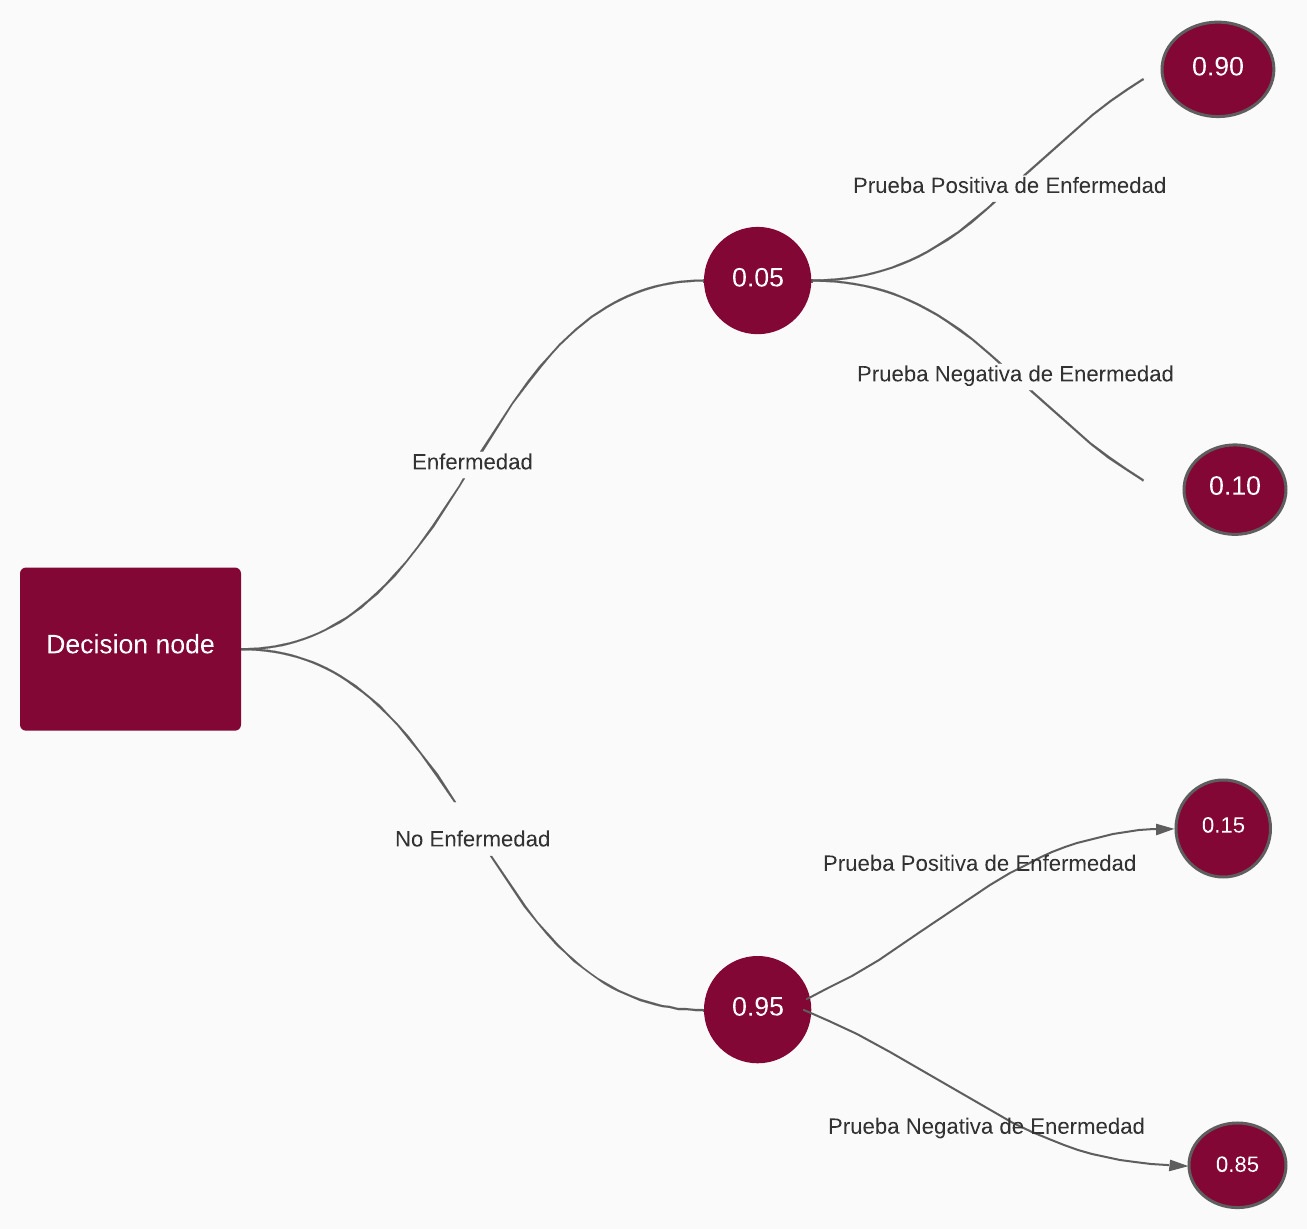 0.90
Prueba Positiva de Enfermedad
0.05
Prueba Negativa de Enermedad
Enfermedad
0.10
Decision node
No Enfermedad
0.15
Prueba Positiva de Enfermedad
0.95
Prueba Negativa de Enermedad
0.85